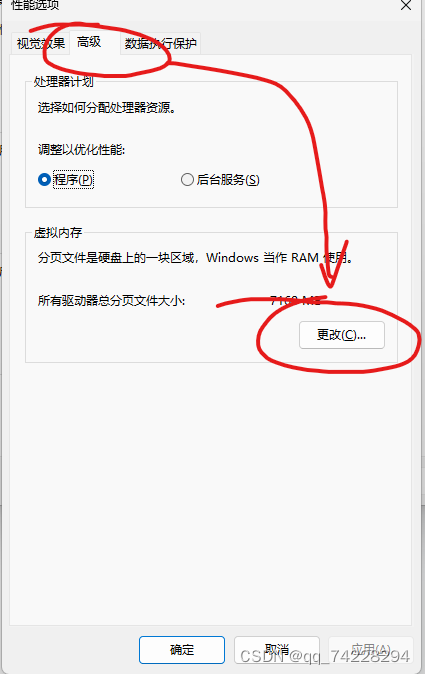 性能选项
视觉效果 高级 数据执行保护
处理器计划
选择如何分配处理器资源。
调整以优化性能:
程序(P) 后台服务(S)
虚拟内存
分页文件是硬盘上的一块区域，Windows 当作 RAM 使用。
所有驱动器总分页文件大小: 7168 MB
更改(C)...
确定 取消 应用(A)
CSDN @qq_74228294